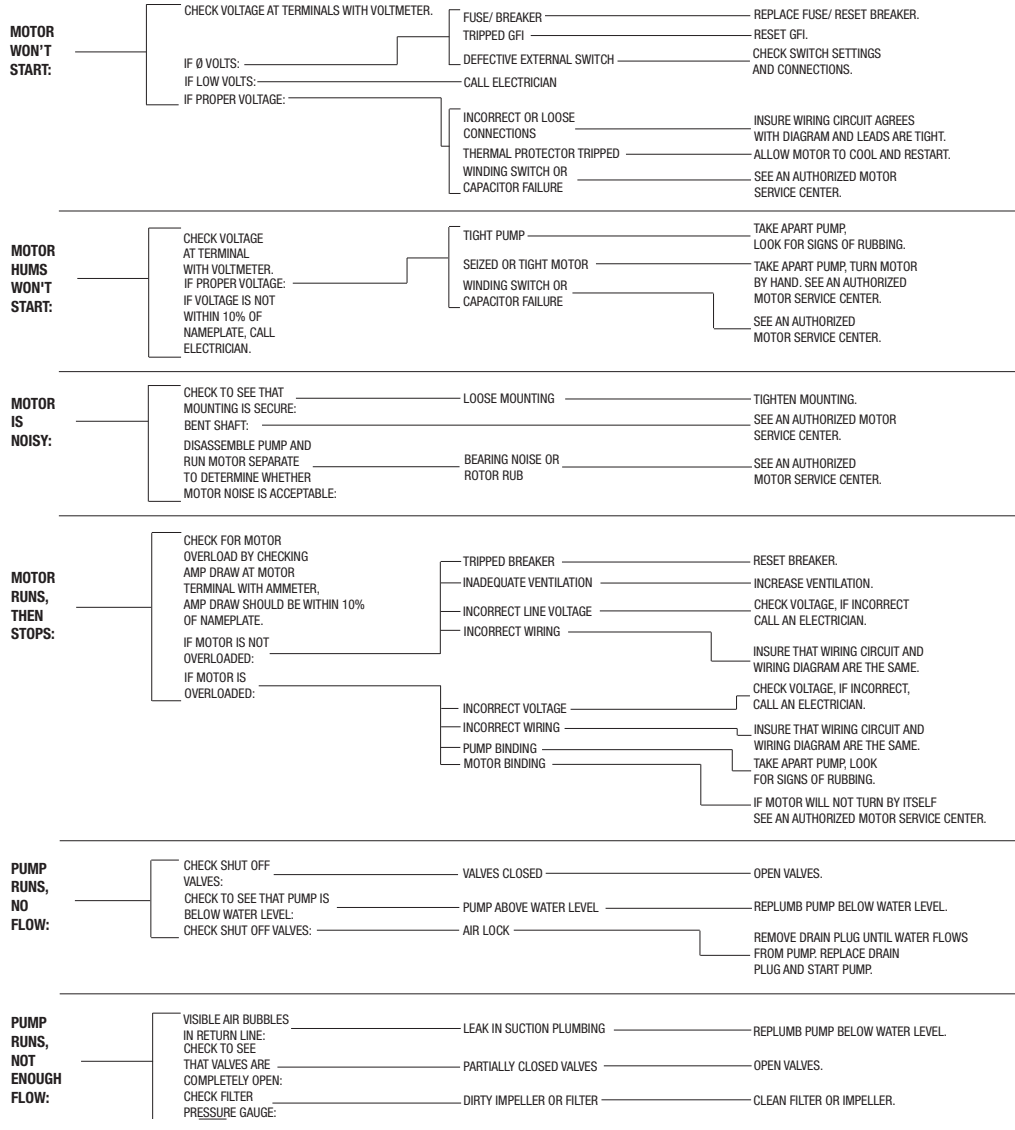 MOTOR
WON'T
START:
CHECK VOLTAGE AT TERMINALS WITH VOLTMETER.
IF Ø VOLTS:
FUSE/ BREAKER
REPLACE FUSE/ RESET BREAKER.
TRIPPED GFI
RESET GFI.
DEFECTIVE EXTERNAL SWITCH
CHECK SWITCH SETTINGS
AND CONNECTIONS.
IF LOW VOLTS:
CALL ELECTRICIAN
IF PROPER VOLTAGE:
INCORRECT OR LOOSE
CONNECTIONS
INSURE WIRING CIRCUIT AGREES
WITH DIAGRAM AND LEADS ARE TIGHT.
THERMAL PROTECTOR TRIPPED
ALLOW MOTOR TO COOL AND RESTART.
WINDING SWITCH OR
CAPACITOR FAILURE
SEE AN AUTHORIZED MOTOR
SERVICE CENTER.
MOTOR
HUMS
WON'T
START:
CHECK VOLTAGE
AT TERMINAL
WITH VOLTMETER.
IF PROPER VOLTAGE:
IF VOLTAGE IS NOT
WITHIN 10% OF
NAMEPLATE, CALL
ELECTRICIAN.
TIGHT PUMP
TAKE APART PUMP,
LOOK FOR SIGNS OF RUBBING.
SEIZED OR TIGHT MOTOR
TAKE APART PUMP, TURN MOTOR
BY HAND. SEE AN AUTHORIZED
MOTOR SERVICE CENTER.
WINDING SWITCH OR
CAPACITOR FAILURE
SEE AN AUTHORIZED
MOTOR SERVICE CENTER.
MOTOR
IS
NOISY:
CHECK TO SEE THAT
MOUNTING IS SECURE:
LOOSE MOUNTING
TIGHTEN MOUNTING.
BENT SHAFT:
SEE AN AUTHORIZED MOTOR
SERVICE CENTER.
DISASSEMBLE PUMP AND
RUN MOTOR SEPARATE
TO DETERMINE WHETHER
MOTOR NOISE IS ACCEPTABLE:
BEARING NOISE OR
ROTOR RUB
SEE AN AUTHORIZED
MOTOR SERVICE CENTER.
MOTOR
RUNS,
THEN
STOPS:
CHECK FOR MOTOR
OVERLOAD BY CHECKING
AMP DRAW AT MOTOR
TERMINAL WITH AMMETER,
AMP DRAW SHOULD BE WITHIN 10%
OF NAMEPLATE.
IF MOTOR IS NOT
OVERLOADED:
TRIPPED BREAKER
RESET BREAKER.
INADEQUATE VENTILATION
INCREASE VENTILATION.
INCORRECT LINE VOLTAGE
CHECK VOLTAGE, IF INCORRECT
CALL AN ELECTRICIAN.
INCORRECT WIRING
INSURE THAT WIRING CIRCUIT AND
WIRING DIAGRAM ARE THE SAME.
IF MOTOR IS
OVERLOADED:
INCORRECT VOLTAGE
CHECK VOLTAGE, IF INCORRECT,
CALL AN ELECTRICIAN.
INCORRECT WIRING
INSURE THAT WIRING CIRCUIT AND
WIRING DIAGRAM ARE THE SAME.
PUMP BINDING
TAKE APART PUMP, LOOK
FOR SIGNS OF RUBBING.
MOTOR BINDING
IF MOTOR WILL NOT TURN BY ITSELF
SEE AN AUTHORIZED MOTOR SERVICE CENTER.
PUMP
RUNS,
NO
FLOW:
CHECK SHUT OFF
VALVES:
VALVES CLOSED
OPEN VALVES.
CHECK TO SEE THAT PUMP IS
BELOW WATER LEVEL:
PUMP ABOVE WATER LEVEL
REPLUMB PUMP BELOW WATER LEVEL.
CHECK SHUT OFF VALVES:
AIR LOCK
REMOVE DRAIN PLUG UNTIL WATER FLOWS
FROM PUMP. REPLACE DRAIN
PLUG AND START PUMP.
PUMP
RUNS,
NOT
ENOUGH
FLOW:
VISIBLE AIR BUBBLES
IN RETURN LINE:
LEAK IN SUCTION PLUMBING
REPLUMB PUMP BELOW WATER LEVEL.
CHECK TO SEE
THAT VALVES ARE
COMPLETELY OPEN:
PARTIALLY CLOSED VALVES
OPEN VALVES.
CHECK FILTER
PRESSURE GAUGE:
DIRTY IMPELLER OR FILTER
CLEAN FILTER OR IMPELLER.